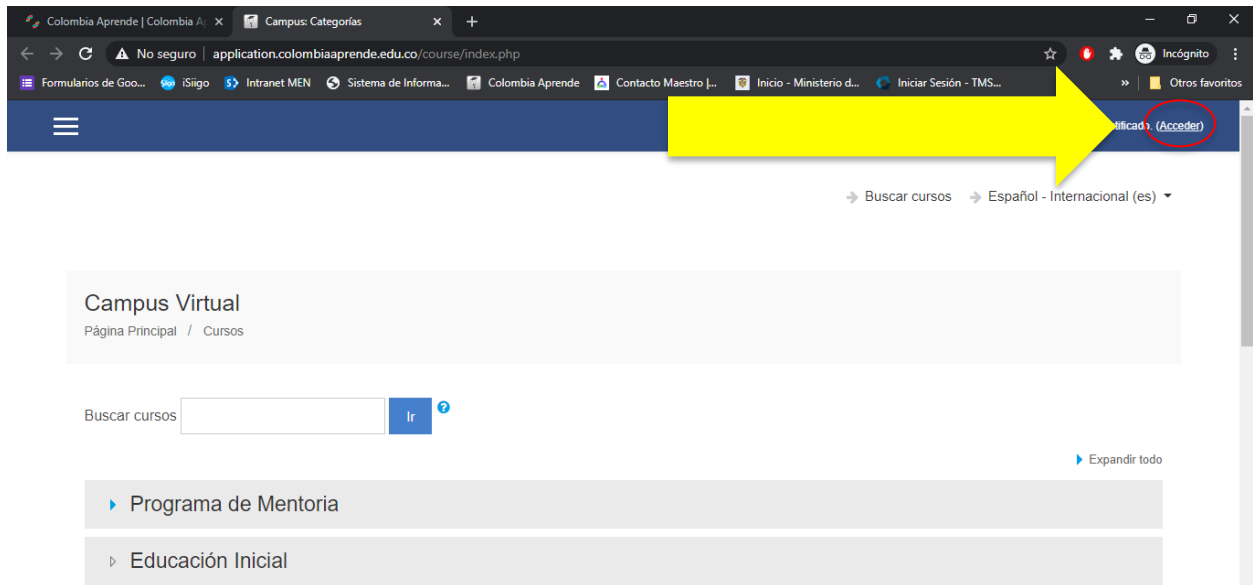 Colombia Aprende | Colombia A
Campus: Categorías
No seguro | application.colombiaaprende.edu.co/course/index.php
Incógnito
Formularios de Goo... iSiigo Intranet MEN Sistema de Informa... Colombia Aprende Contacto Maestro |... Inicio - Ministerio d... Iniciar Sesión - TMS... » Otros favoritos
(Acceder)
Buscar cursos Español - Internacional (es)
Campus Virtual
Página Principal / Cursos
Buscar cursos Ir
Expandir todo
Programa de Mentoria
Educación Inicial